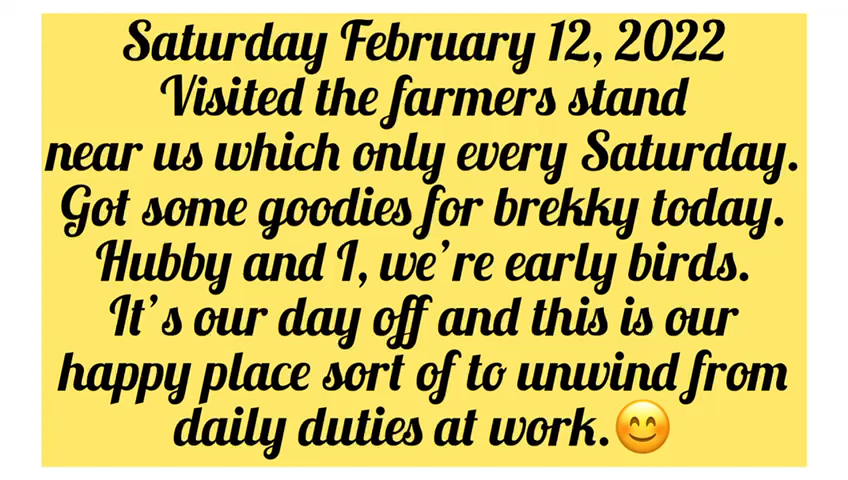 Saturday February 12, 2022
Visited the farmers stand
near us which only every Saturday.
Got some goodies for brekky today.
Hubby and I, we’re early birds.
It’s our day off and this is our
happy place sort of to unwind from
daily duties at work.😊